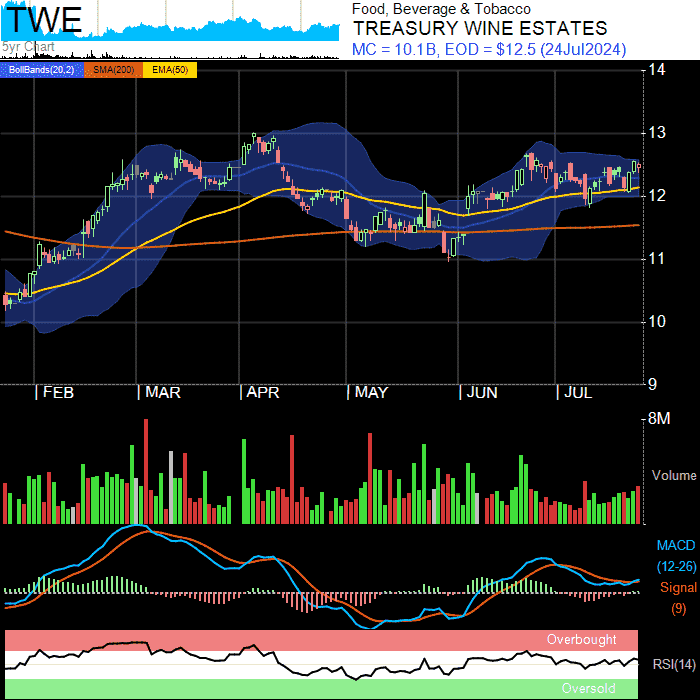 TWE
5yr Chart
Food, Beverage & Tobacco
TREASURY WINE ESTATES
MC = 10.1B, EOD = $12.5 (24Jul2024)
BollBands(20,2) SMA(200) EMA(50)
14
13
12
11
10
9
| FEB | MAR | APR | MAY | JUN | JUL
8M
Volume
MACD
(12-26)
Signal
(9)
Overbought
RSI(14)
Oversold